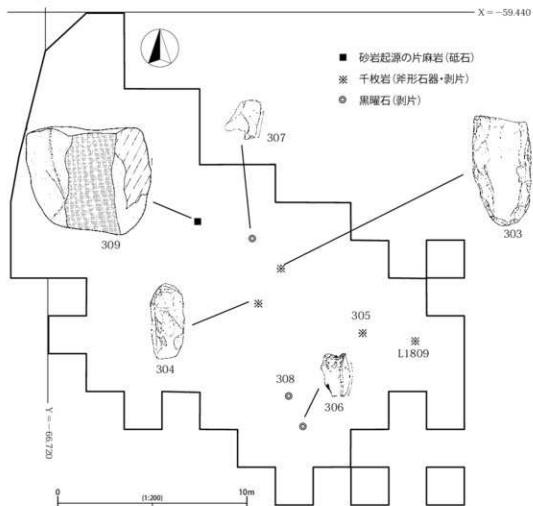 X=-59.440
■ 砂岩起源の片麻岩(砥石)
※ 千枚岩(斧形石器・剥片)
◎ 黒曜石(剥片)
307
303
309
305
L1809
304
308
306
Y=-66.720
0 10m
(1:200)